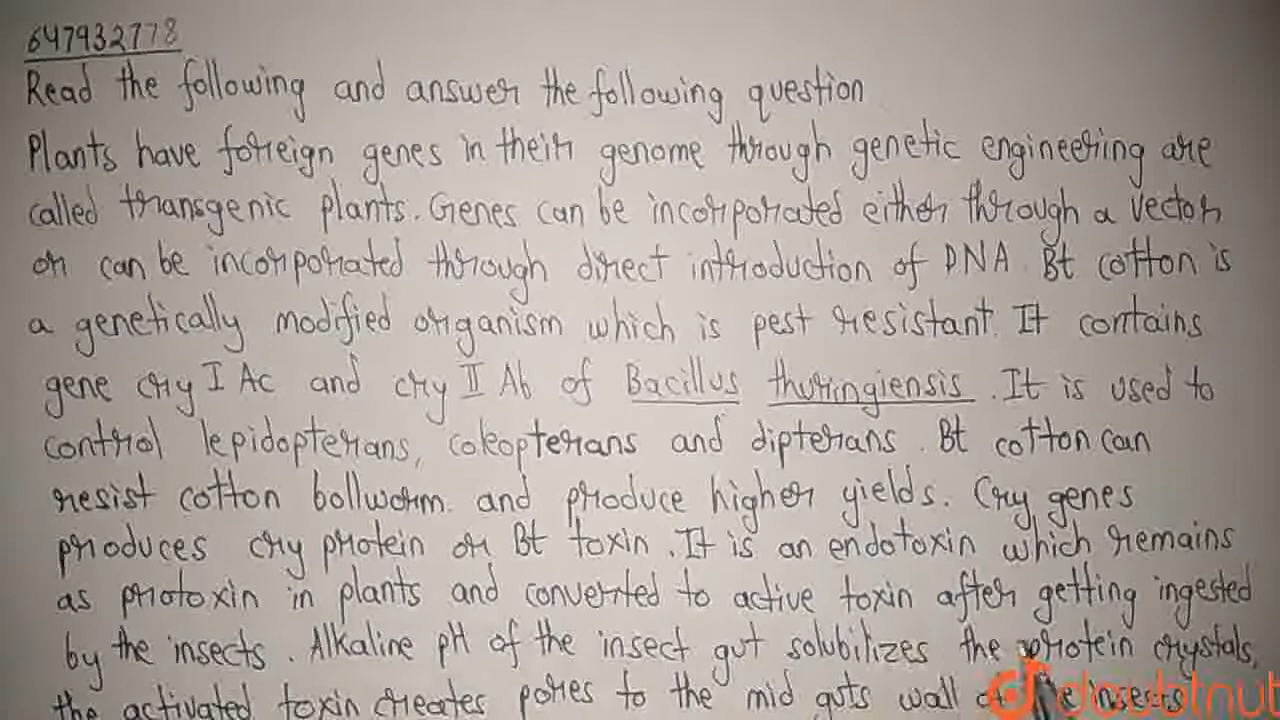 647932778
Read the following and answer the following question
Plants have foreign genes in their genome through genetic engineering are
called transgenic plants. Genes can be incorporated either through a vector
or can be incorporated through direct introduction of DNA. Bt cotton is
a genetically modified organism which is pest resistant. It contains
gene cry I Ac and cry II Ab of Bacillus thuringiensis. It is used to
control lepidopterans, coleopterans and dipterans. Bt cotton can
resist cotton bollworm and produce higher yields. Cry genes
produces cry protein or Bt toxin. It is an endotoxin which remains
as protoxin in plants and converted to active toxin after getting ingested
by the insects. Alkaline pH of the insect gut solubilizes the protein crystals,
the activated toxin creates pores to the mid guts wall insects
doubtnut